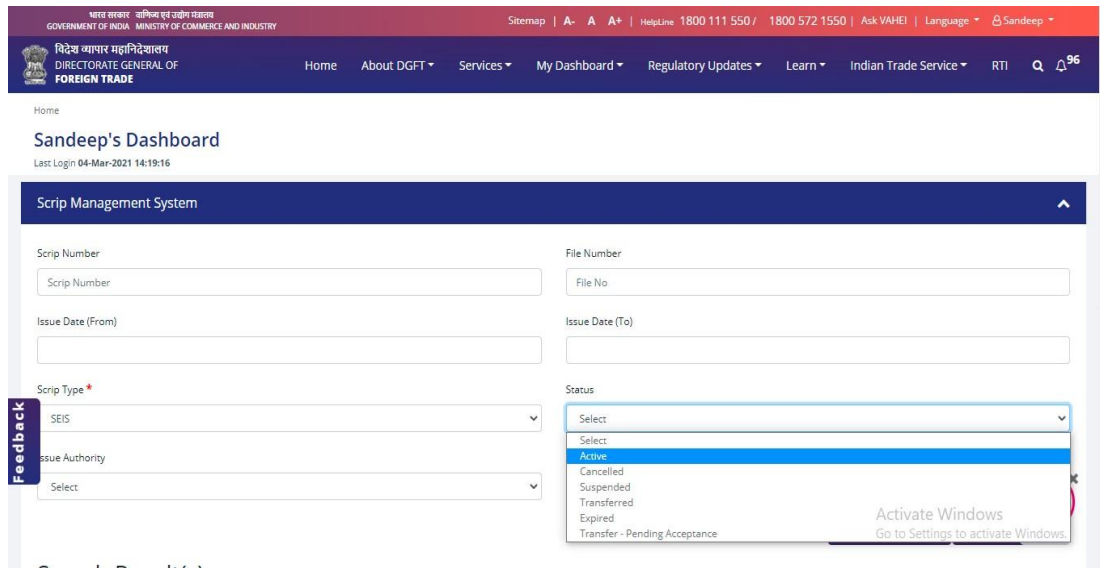 भारत सरकार वाणिज्य एवं उद्योग मंत्रालय
GOVERNMENT OF INDIA MINISTRY OF COMMERCE AND INDUSTRY
Sitemap | A- A A+ | HelpLine 1800 111 550 / 1800 572 1550 | Ask VAHEI | Language Sandeep
विदेश व्यापार महानिदेशालय
DIRECTORATE GENERAL OF
FOREIGN TRADE
Home About DGFT Services My Dashboard Regulatory Updates Learn Indian Trade Service RTI 96
Home
Sandeep's Dashboard
Last Login 04-Mar-2021 14:19:16
Scrip Management System
Scrip Number File Number
Scrip Number File No
Issue Date (From) Issue Date (To)
Scrip Type * Status
SEIS Select
Feedback
Select
Active
ssue Authority
Cancelled
Select
Suspended
Transferred
Expired
Transfer - Pending Acceptance
Activate Windows
Go to Settings to activate Windows.